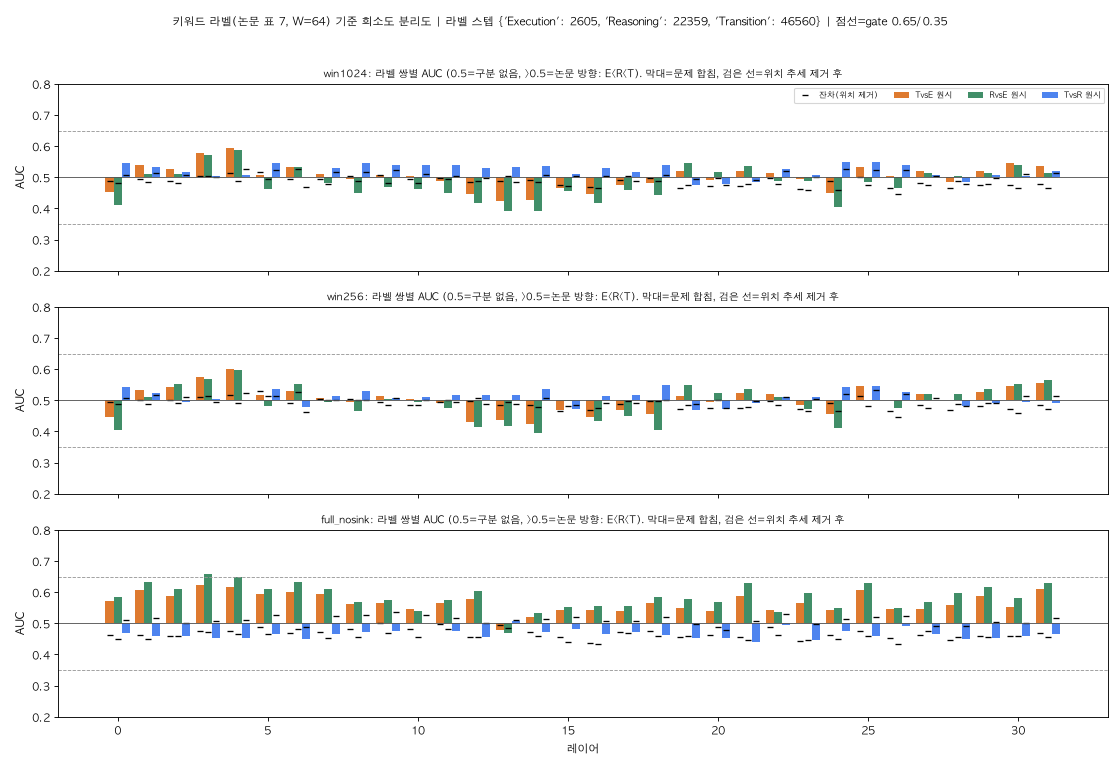 키워드 라벨(논문 표 7, W=64) 기준 희소도 분리도 | 라벨 스텝 {'Execution': 2605, 'Reasoning': 22359, 'Transition': 46560} | 점선=gate 0.65/0.35
win1024: 라벨 쌍별 AUC (0.5=구분 없음, >0.5=논문 방향: E<R<T). 막대=문제 합침, 검은 선=위치 추세 제거 후
잔차(위치 제거) TvsE 원시 RvsE 원시 TvsR 원시
AUC
0.8
0.7
0.6
0.5
0.4
0.3
0.2
win256: 라벨 쌍별 AUC (0.5=구분 없음, >0.5=논문 방향: E<R<T). 막대=문제 합침, 검은 선=위치 추세 제거 후
AUC
0.8
0.7
0.6
0.5
0.4
0.3
0.2
full_nosink: 라벨 쌍별 AUC (0.5=구분 없음, >0.5=논문 방향: E<R<T). 막대=문제 합침, 검은 선=위치 추세 제거 후
AUC
0.8
0.7
0.6
0.5
0.4
0.3
0.2
0 5 10 15 20 25 30
레이어